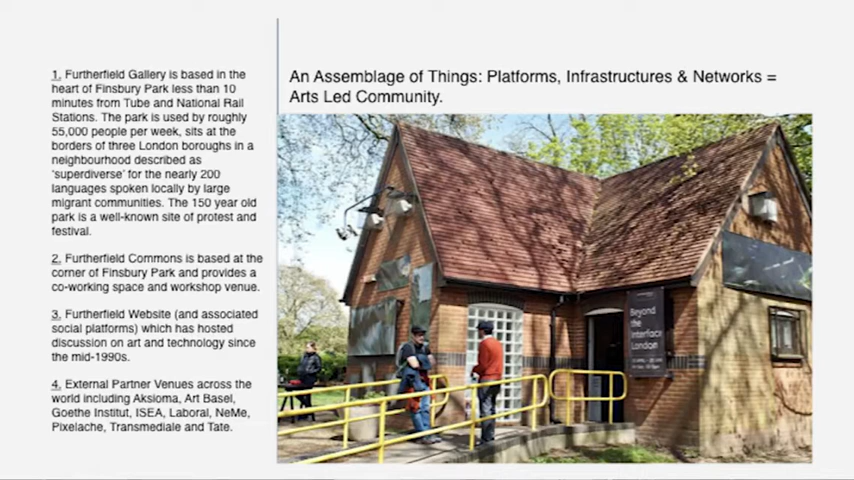 1. Furtherfield Gallery is based in the
heart of Finsbury Park less than 10
minutes from Tube and National Rail
Stations. The park is used by roughly
55,000 people per week, sits at the
borders of three London boroughs in a
neighbourhood described as
‘superdiverse’ for the nearly 200
languages spoken locally by large
migrant communities. The 150 year old
park is a well-known site of protest and
festival.
2. Furtherfield Commons is based at the
corner of Finsbury Park and provides a
co-working space and workshop venue.
3. Furtherfield Website (and associated
social platforms) which has hosted
discussion on art and technology since
the mid-1990s.
4. External Partner Venues across the
world including Aksioma, Art Basel,
Goethe Institut, ISEA, Laboral, NeMe,
Pixelache, Transmediale and Tate.
An Assemblage of Things: Platforms, Infrastructures & Networks =
Arts Led Community.
Beyond
the
Interface
London